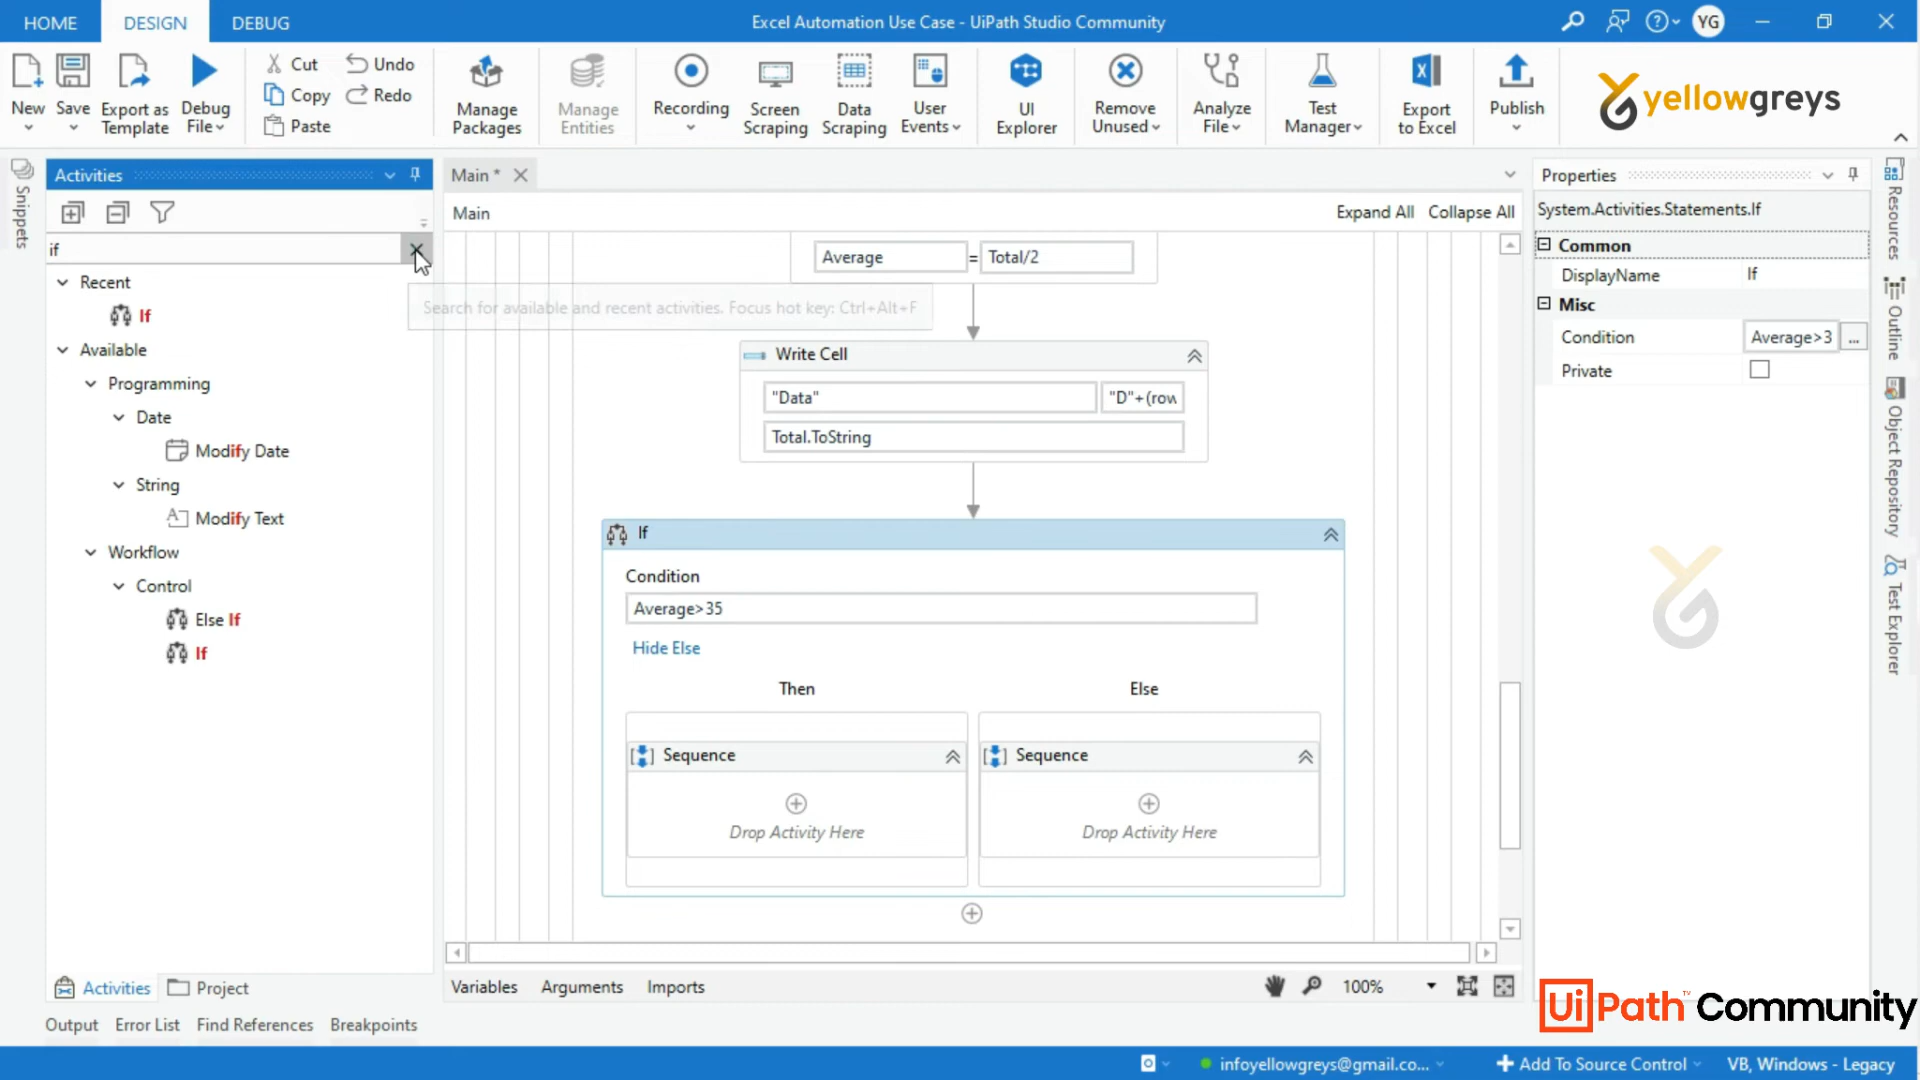 HOME DESIGN DEBUG Excel Automation Use Case - UiPath Studio Community YG
New
Save
Export as
Template
Debug
File
Cut
Copy
Paste
Undo
Redo
Manage
Packages
Manage
Entities
Recording
Screen
Scraping
Data
Scraping
User
Events
UI
Explorer
Remove
Unused
Analyze
File
Test
Manager
Export
to Excel
Publish
yellowgreys
Snippets
Activities
if
Recent
If
Available
Programming
Date
Modify Date
String
Modify Text
Workflow
Control
Else If
If
Activities Project
Search for available and recent activities. Focus hot key: Ctrl+Alt+F
Main *
Main Expand All Collapse All
Average = Total/2
Write Cell
"Data" "D"+(rov
Total.ToString
If
Condition
Average>35
Hide Else
Then Else
Sequence Sequence
Drop Activity Here Drop Activity Here
Variables Arguments Imports 100%
Properties
System.Activities.Statements.If
Common
DisplayName If
Misc
Condition Average>3 ...
Private
Resources
Outline
Object Repository
Test Explorer
UiPath™ Community
Output Error List Find References Breakpoints
infoyellowgreys@gmail.co... Add To Source Control VB, Windows - Legacy